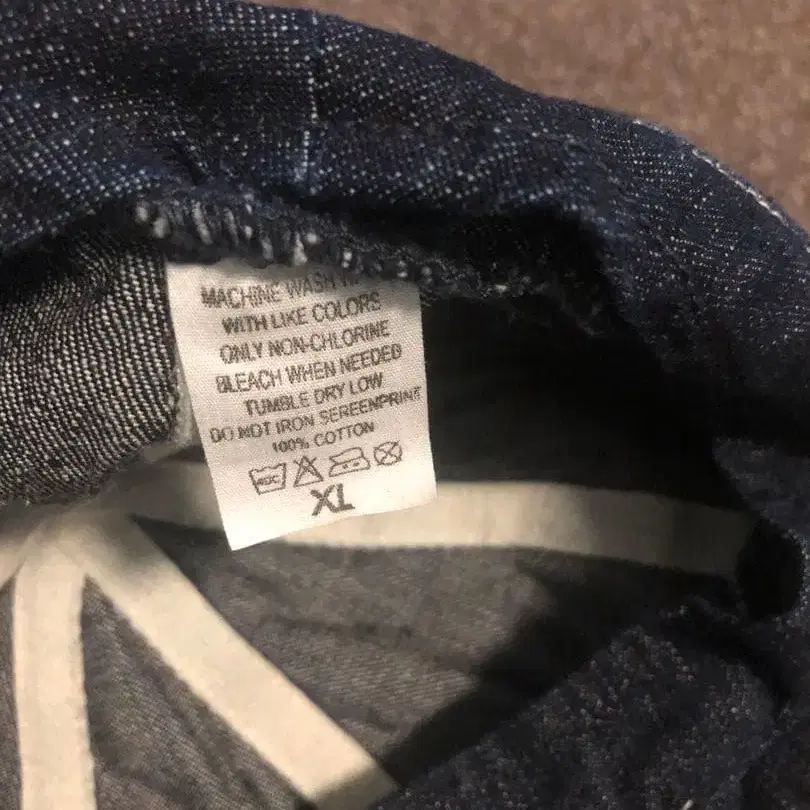 MACHINE WASH
WITH LIKE COLORS
ONLY NON-CHLORINE
BLEACH WHEN NEEDED
TUMBLE DRY LOW
DO NOT IRON SEREENPRINT
100% COTTON
XL